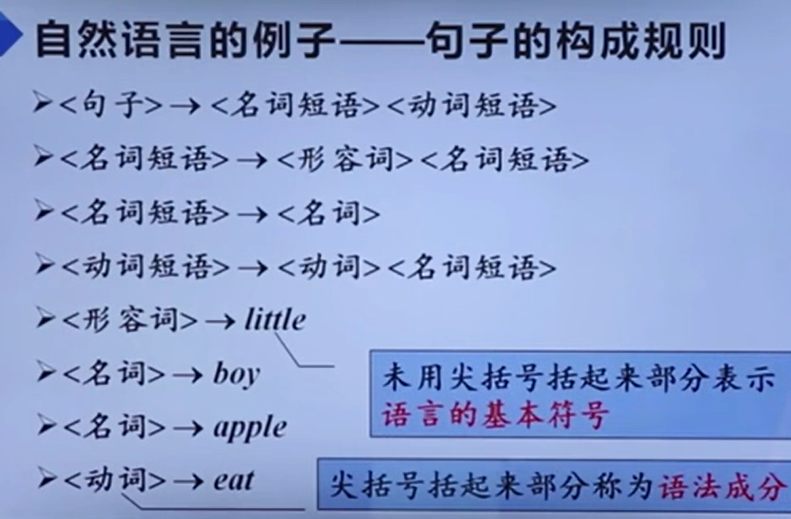 自然语言的例子——句子的构成规则
<句子>→<名词短语><动词短语>
<名词短语>→<形容词><名词短语>
<名词短语>→<名词>
<动词短语>→<动词><名词短语>
<形容词>→little
<名词>→boy
<名词>→apple
<动词>→eat
未用尖括号括起来部分表示
语言的基本符号
尖括号括起来部分称为语法成分